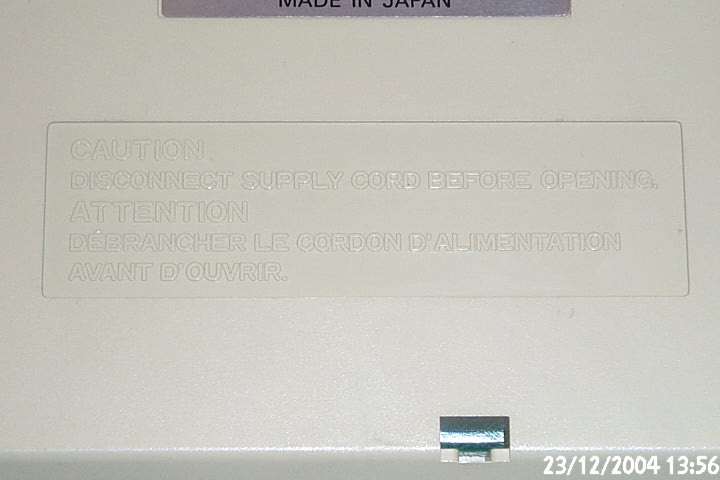 MADE IN JAPAN
CAUTION
DISCONNECT SUPPLY CORD BEFORE OPENING.
ATTENTION
DÉBRANCHER LE CORDON D'ALIMENTATION
AVANT D'OUVRIR.
23/12/2004 13:56